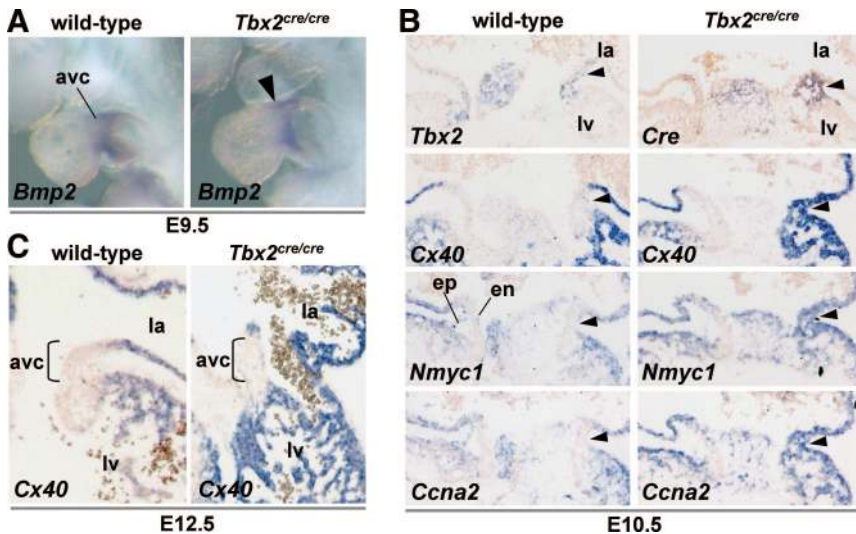 A
wild-type
Tbx2cre/cre
avc
Bmp2
Bmp2
E9.5
C
wild-type
Tbx2cre/cre
la
avc
lv
Cx40
la
avc
lv
Cx40
E12.5
B
wild-type
Tbx2cre/cre
la
lv
Tbx2
la
lv
Cre
Cx40
Cx40
ep
en
Nmyc1
Nmyc1
Ccna2
Ccna2
E10.5